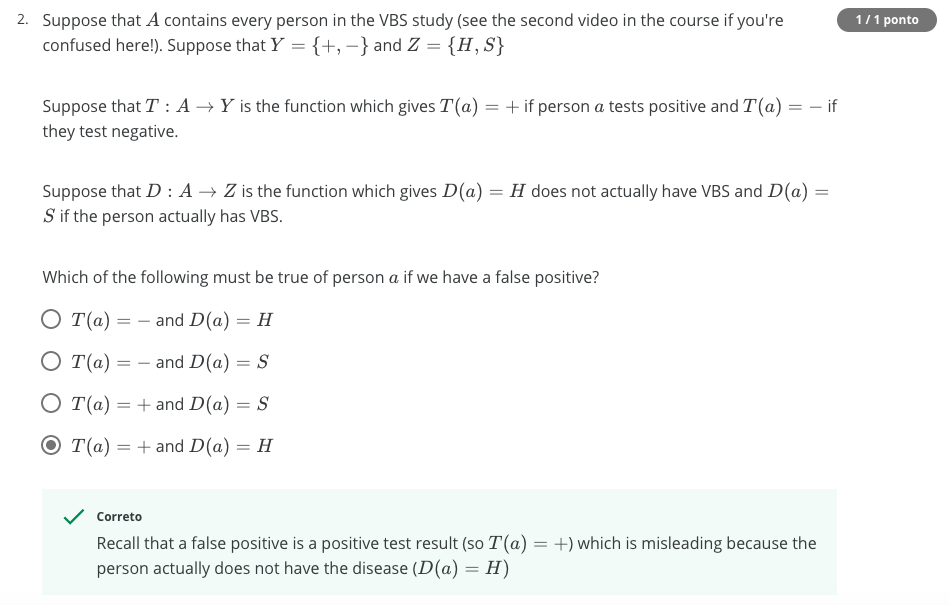 2. Suppose that A contains every person in the VBS study (see the second video in the course if you're
1 / 1 ponto
confused here!). Suppose that Y = {+, −} and Z = {H, S}
Suppose that T : A → Y is the function which gives T(a) = + if person a tests positive and T(a) = − if
they test negative.
Suppose that D : A → Z is the function which gives D(a) = H does not actually have VBS and D(a) =
S if the person actually has VBS.
Which of the following must be true of person a if we have a false positive?
T(a) = − and D(a) = H
T(a) = − and D(a) = S
T(a) = + and D(a) = S
T(a) = + and D(a) = H
Correto
Recall that a false positive is a positive test result (so T(a) = +) which is misleading because the
person actually does not have the disease (D(a) = H)